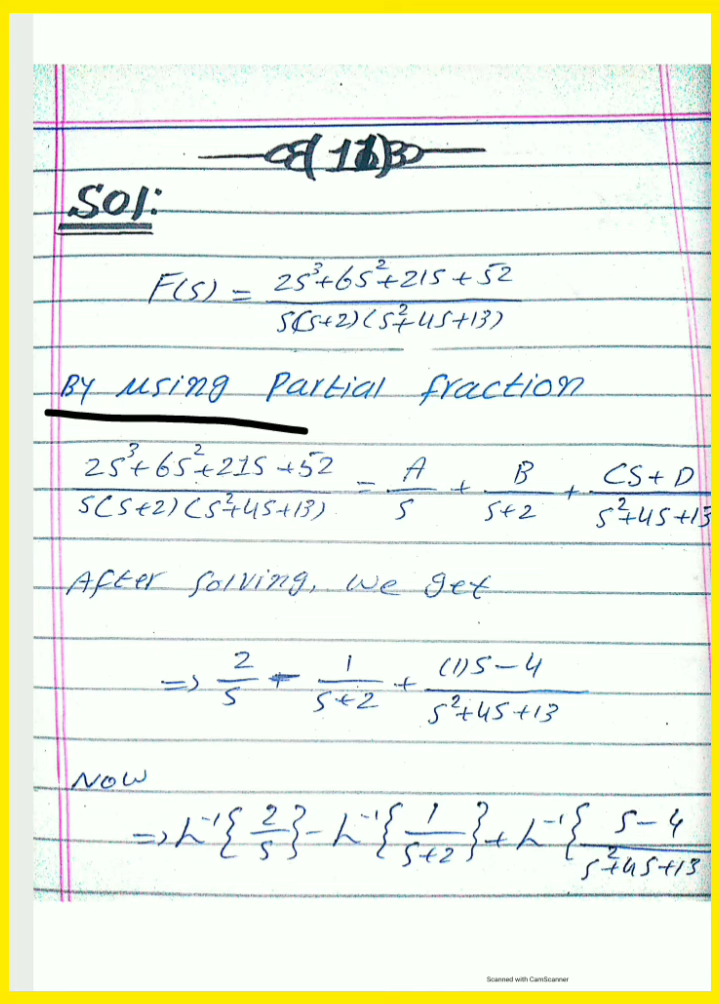 (11)
Sol:
F(s) = 2s³+6s²+21s+52 / s(s+2)(s²+4s+13)
By using Partial fraction
2s³+6s²+21s+52 / s(s+2)(s²+4s+13) = A/s + B/s+2 + Cs+D / s²+4s+13
After solving, we get
=> 2/s - 1/s+2 + (1)s-4 / s²+4s+13
Now
=> L⁻¹{2/s} - L⁻¹{1/s+2} + L⁻¹{s-4 / s²+4s+13
Scanned with CamScanner